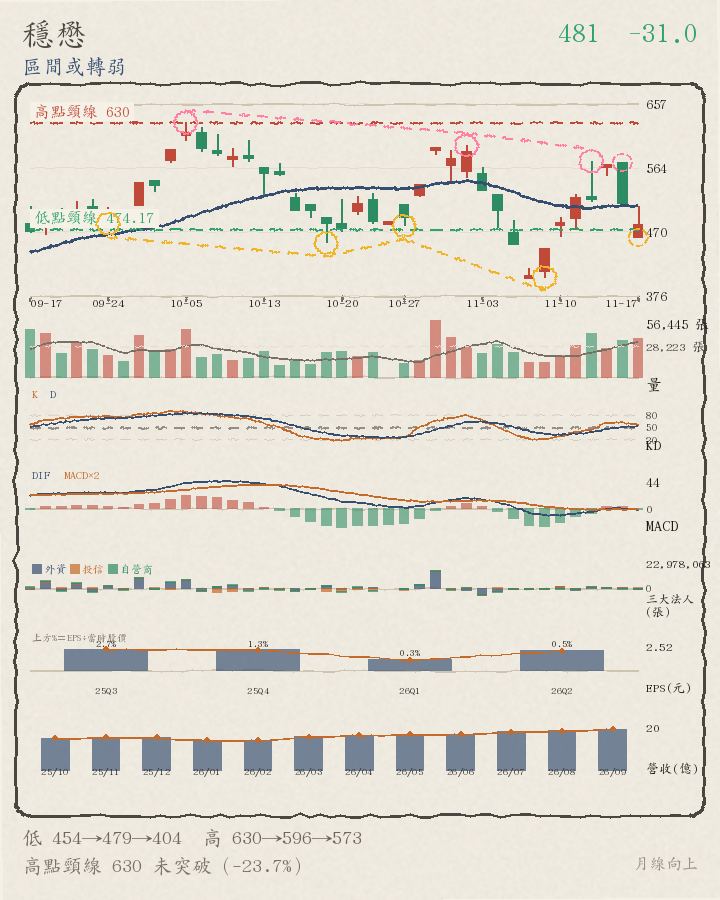 穩懋
481 -31.0
區間或轉弱
高點頸線 630
657
564
低點頸線 474.17
470
376
09-17 09-24 10-05 10-13 10-20 10-27 11-03 11-10 11-17
56,445 張
28,223 張
量
K D
80
50
20
KD
DIF MACD×2
44
0
MACD
外資 投信 自營商
22,978,063
0
三大法人
(張)
上方%=EPS÷當時股價
2.7% 1.3% 0.3% 0.5%
2.52
25Q3 25Q4 26Q1 26Q2
EPS(元)
20
25/10 25/11 25/12 26/01 26/02 26/03 26/04 26/05 26/06 26/07 26/08 26/09
營收(億)
低 454→479→404 高 630→596→573
高點頸線 630 未突破 (-23.7%)
月線向上